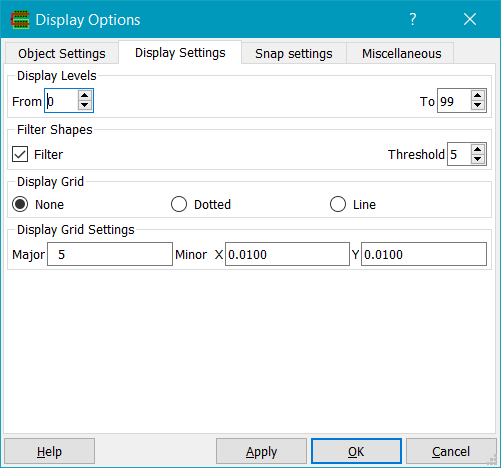 Display Options ?
Object Settings Display Settings Snap settings Miscellaneous
Display Levels
From 0 To 99
Filter Shapes
Filter Threshold 5
Display Grid
None Dotted Line
Display Grid Settings
Major 5 Minor X 0.0100 Y 0.0100
Help Apply OK Cancel